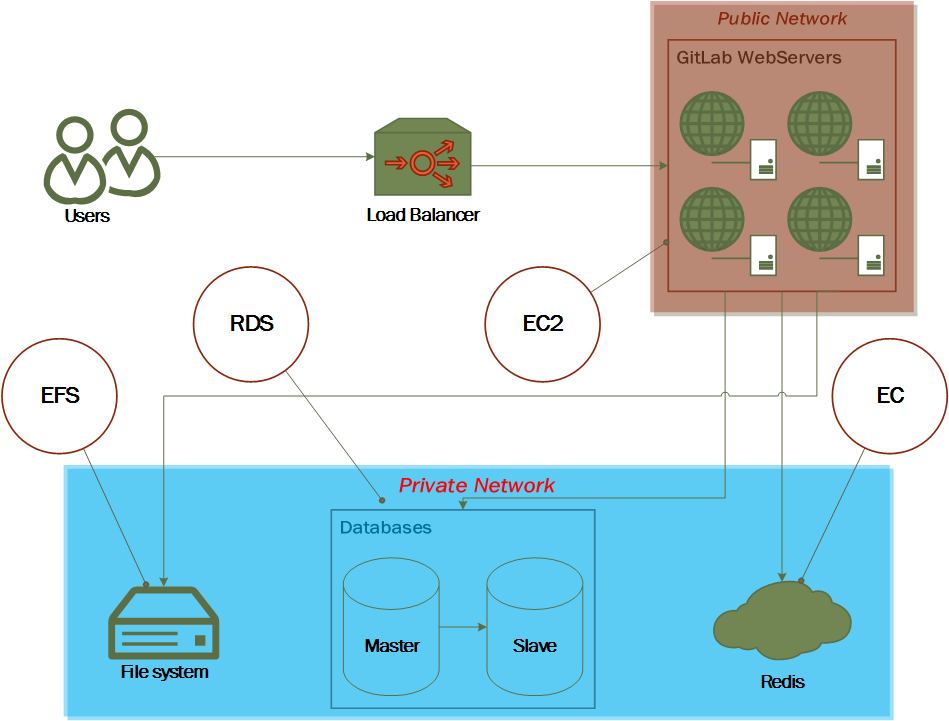 Public Network
GitLab WebServers
Users
Load Balancer
RDS
EC2
EFS
EC
Private Network
Databases
Master
Slave
File system
Redis